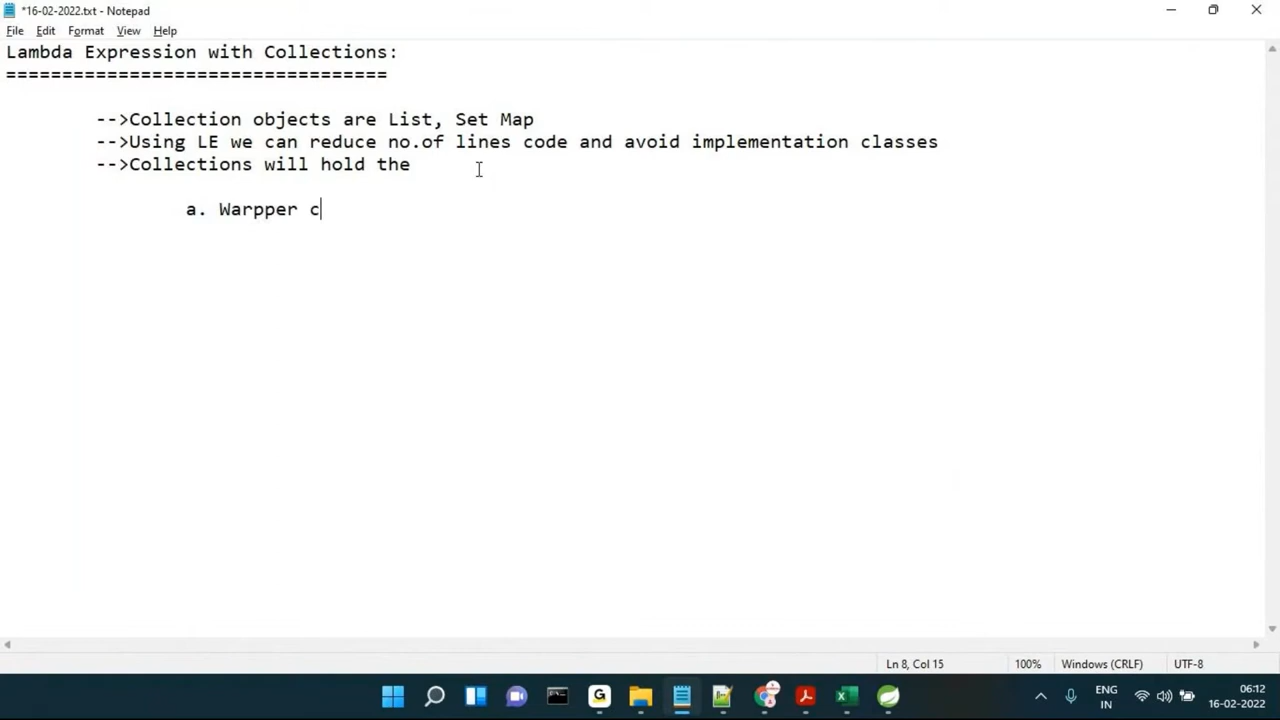 *16-02-2022.txt - Notepad
File Edit Format View Help
Lambda Expression with Collections:
==================================
-->Collection objects are List, Set Map
-->Using LE we can reduce no.of lines code and avoid implementation classes
-->Collections will hold the
a. Warpper c
Ln 8, Col 15 100% Windows (CRLF) UTF-8
ENG 06:12
IN 16-02-2022